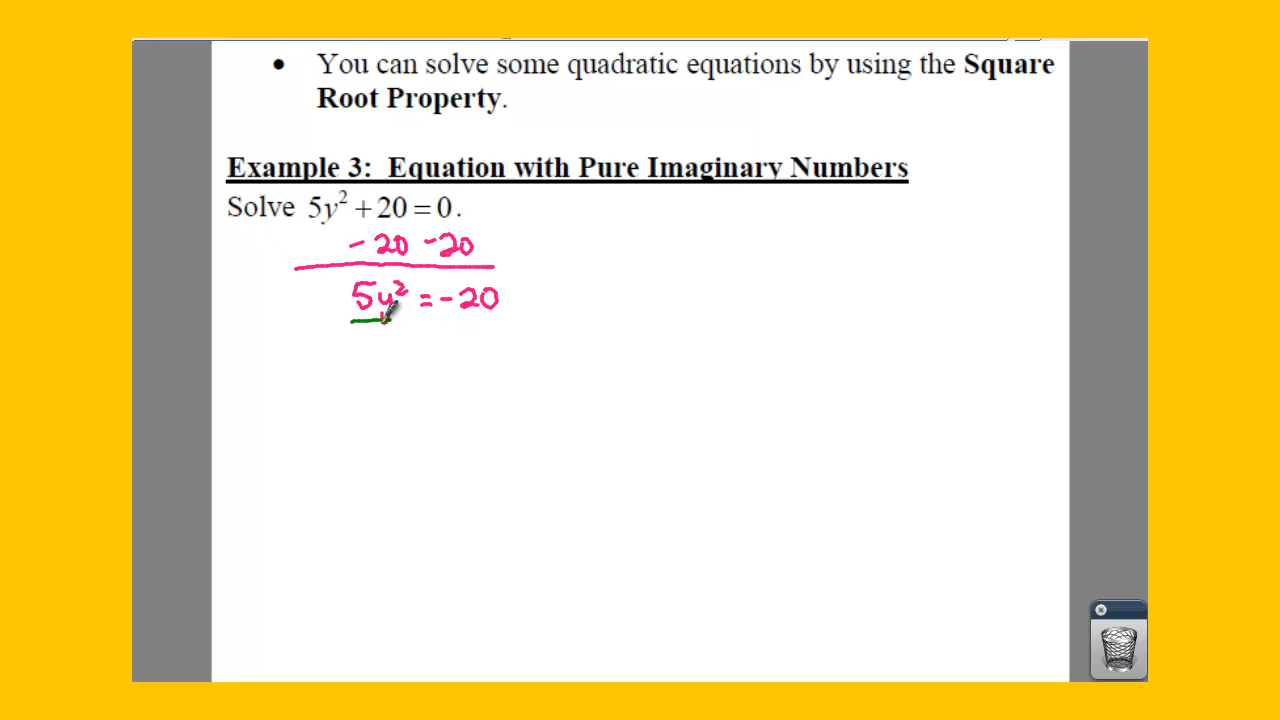 • You can solve some quadratic equations by using the Square
Root Property.
Example 3: Equation with Pure Imaginary Numbers
Solve 5y² + 20 = 0.
- 20 - 20
5y² = - 20